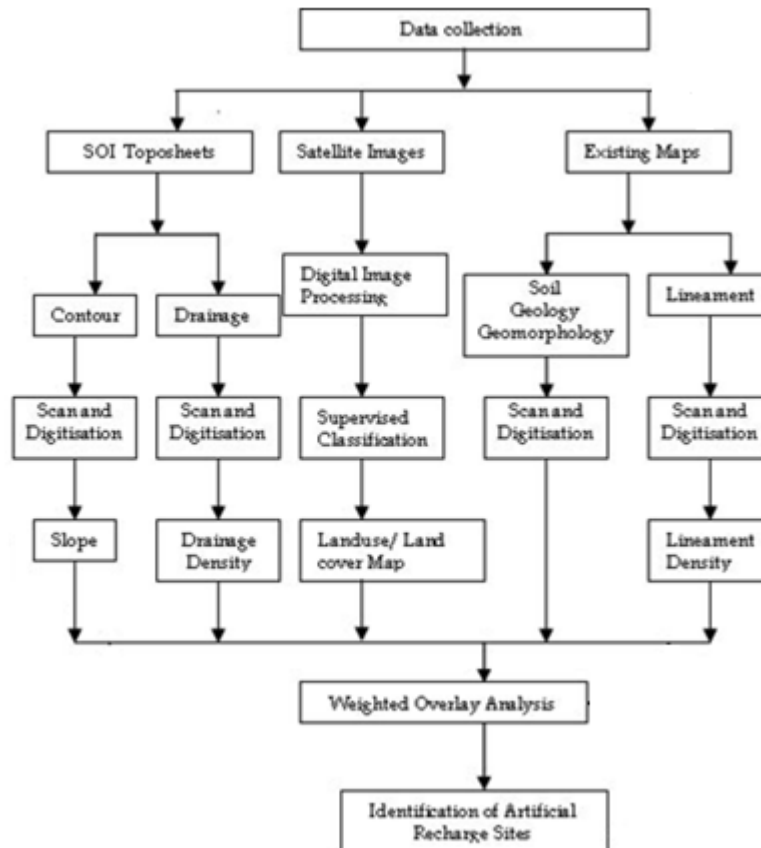 Data collection
SOI Toposheets
Satellite Images
Existing Maps
Contour
Drainage
Digital Image
Processing
Soil
Geology
Geomorphology
Lineament
Scan and
Digitisation
Scan and
Digitisation
Supervised
Classification
Scan and
Digitisation
Scan and
Digitisation
Slope
Drainage
Density
Landuse/ Land
cover Map
Lineament
Density
Weighted Overlay Analysis
Identification of Artificial
Recharge Sites